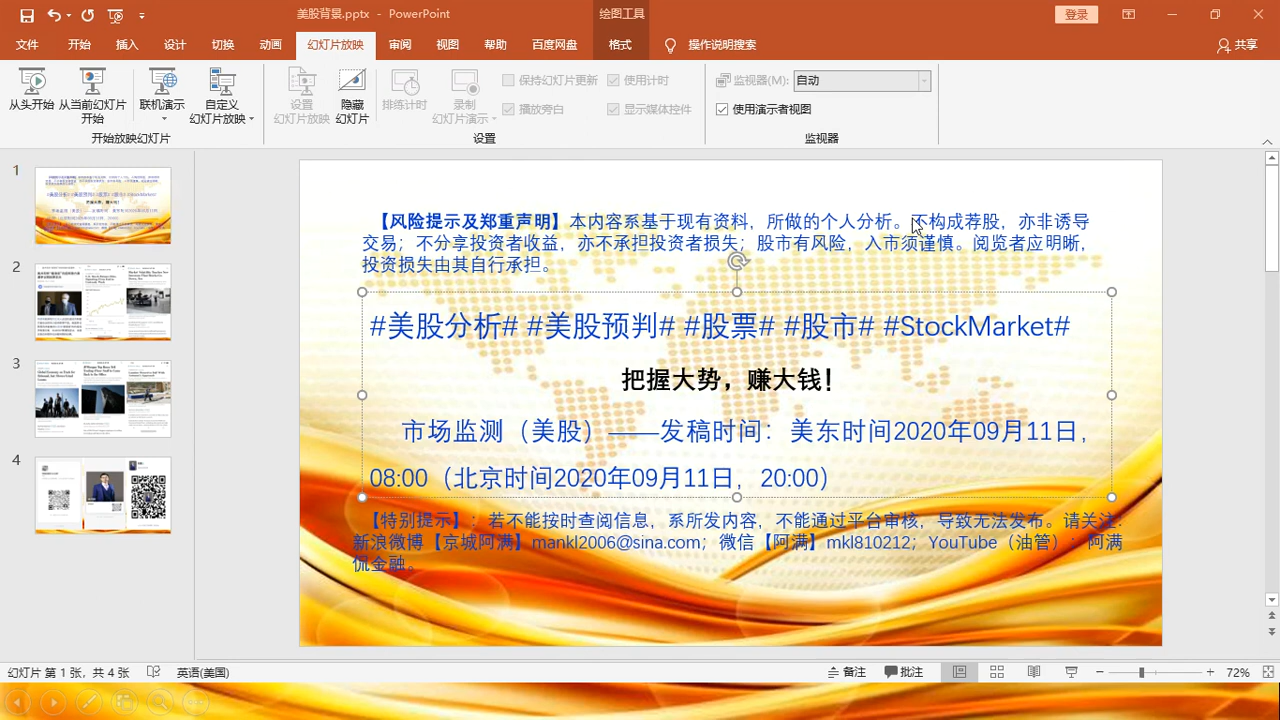 美股背景.pptx - PowerPoint
绘图工具
登录
文件 开始 插入 设计 切换 动画 幻灯片放映 审阅 视图 帮助 百度网盘 格式 操作说明搜索 共享
从头开始 从当前幻灯片开始 联机演示 自定义幻灯片放映 设置幻灯片放映 隐藏幻灯片 排练计时 录制幻灯片演示
保持幻灯片更新 使用计时
播放旁白 显示媒体控件
监视器(M): 自动
使用演示者视图
开始放映幻灯片 设置 监视器
1
2
3
4
【风险提示及郑重声明】本内容系基于现有资料，所做的个人分析。不构成荐股，亦非诱导
交易；不分享投资者收益，亦不承担投资者损失；股市有风险，入市须谨慎。阅览者应明晰，
投资损失由其自行承担。
#美股分析# #美股预判# #股票# #股市# #StockMarket#
把握大势，赚大钱！
市场监测（美股）——发稿时间：美东时间2020年09月11日，
08:00（北京时间2020年09月11日，20:00）
【特别提示】：若不能按时查阅信息，系所发内容，不能通过平台审核，导致无法发布。请关注：
新浪微博【京城阿满】mankl2006@sina.com；微信【阿满】mkl810212；YouTube（油管）：阿满
侃金融。
幻灯片 第 1 张，共 4 张 英语(美国) 备注 批注 72%